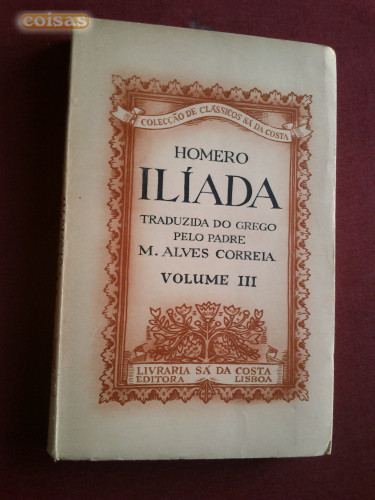 coisas
COLECÇÃO DE CLÁSSICOS SÁ DA COSTA
HOMERO
ILÍADA
TRADUZIDA DO GREGO
PELO PADRE
M. ALVES CORREIA
VOLUME III
LIVRARIA SÁ DA COSTA
EDITORA LISBOA